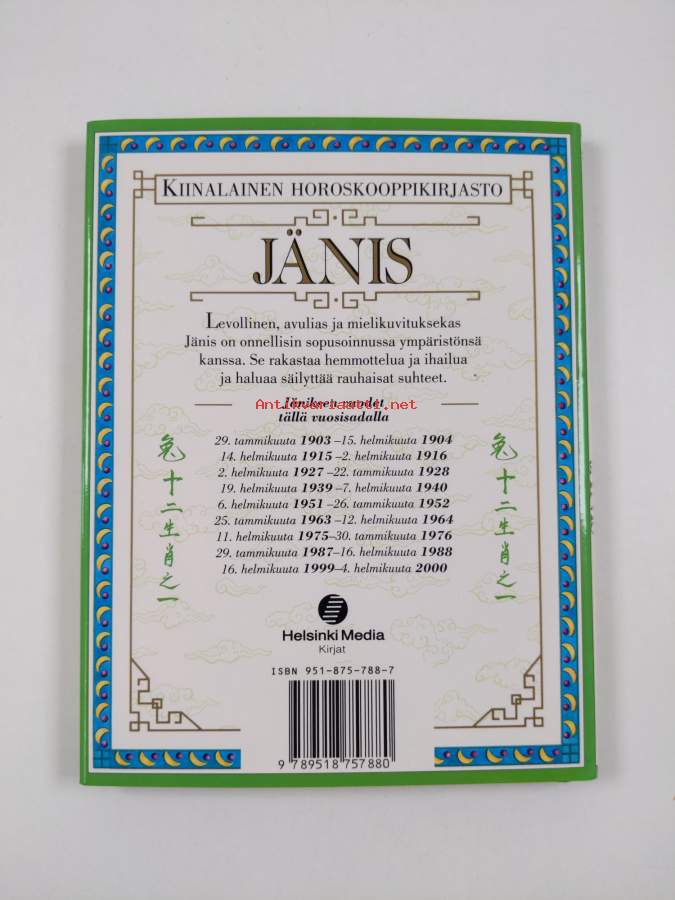 KIINALAINEN HOROSKOOPPIKIRJASTO
JÄNIS
Levollinen, avulias ja mielikuvituksekas
Jänis on onnellisin sopusoinnussa ympäristönsä
kanssa. Se rakastaa hemmottelua ja ihailua
ja haluaa säilyttää rauhaisat suhteet.
Jäniksen vuodet
Antikvariaatti.net
tällä vuosisadalla
29. tammikuuta 1903 –15. helmikuuta 1904
14. helmikuuta 1915 –2. helmikuuta 1916
2. helmikuuta 1927 –22. tammikuuta 1928
19. helmikuuta 1939 –7. helmikuuta 1940
6. helmikuuta 1951 –26. tammikuuta 1952
25. tammikuuta 1963 –12. helmikuuta 1964
11. helmikuuta 1975–30. tammikuuta 1976
29. tammikuuta 1987–16. helmikuuta 1988
16. helmikuuta 1999–4. helmikuuta 2000
兔十二生肖之一
兔十二生肖之一
Helsinki Media
Kirjat
ISBN 951-875-788-7
9 789518 757880